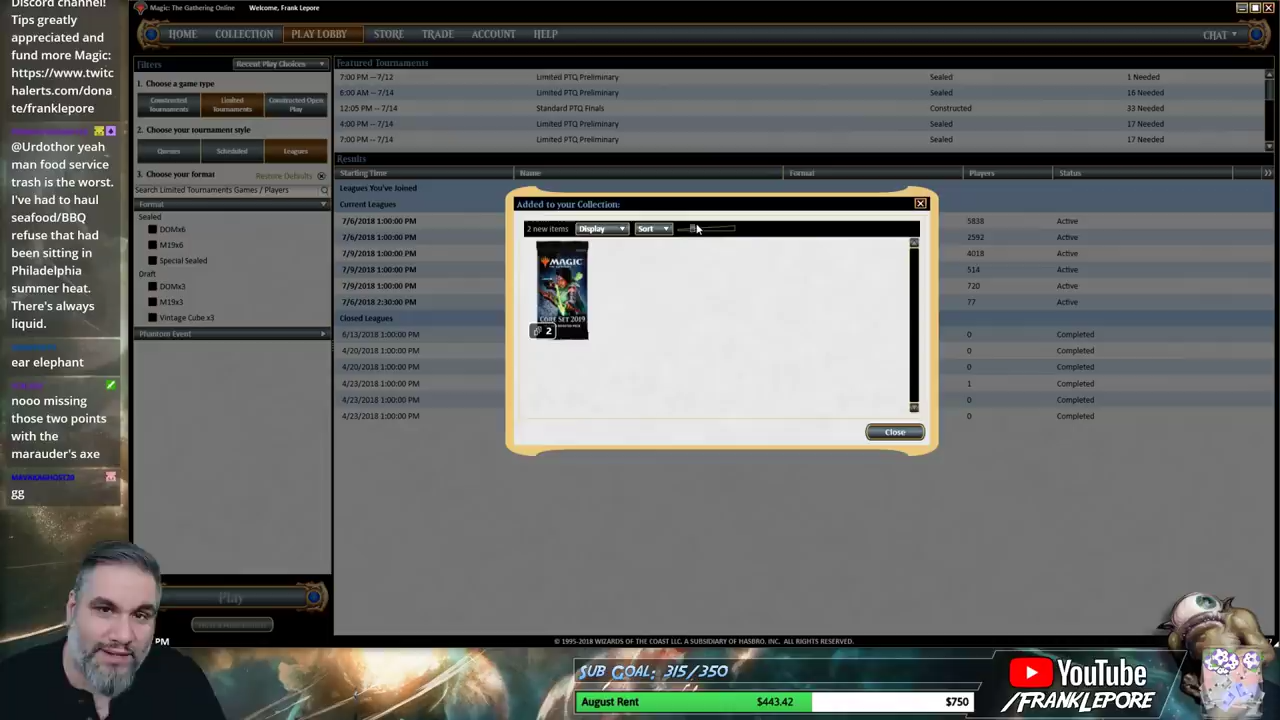 Discord channel!
Tips greatly
appreciated and
fund more Magic:
https://www.twitc
halerts.com/dona
te/franklepore
@Urdothor yeah
man food service
trash is the worst.
I've had to haul
seafood/BBQ
refuse that had
been sitting in
Philadelphia
summer heat.
There's always
liquid.
ear elephant
nooo missing
those two points
with the
marauder's axe
gg
Magic: The Gathering Online
Welcome, Frank Lepore
HOME
COLLECTION
PLAY LOBBY
STORE
TRADE
ACCOUNT
HELP
CHAT
Filters
Recent Play Choices
1. Choose a game type
Constructed Tournaments
Limited Tournaments
Constructed Open Play
2. Choose your tournament style
Queues
Scheduled
Leagues
3. Choose your format
Restore Defaults
Search Limited Tournaments Games / Players
Format
Sealed
DOMx6
M19x6
Special Sealed
Draft
DOMx3
M19x3
Vintage Cube x3
Phantom Event
Play
PM
Featured Tournaments
7:00 PM -- 7/12 Limited PTQ Preliminary Sealed 1 Needed
6:00 AM -- 7/14 Limited PTQ Preliminary Sealed 16 Needed
12:05 PM -- 7/14 Standard PTQ Finals Constructed 33 Needed
4:00 PM -- 7/14 Limited PTQ Preliminary Sealed 17 Needed
7:00 PM -- 7/14 Limited PTQ Preliminary Sealed 17 Needed
Results
Starting Time Name Format Players Status
Leagues You've Joined
Current Leagues
7/6/2018 1:00:00 PM 5838 Active
7/6/2018 1:00:00 PM 2592 Active
7/9/2018 1:00:00 PM 4018 Active
7/6/2018 1:00:00 PM 514 Active
7/9/2018 1:00:00 PM 720 Active
7/6/2018 2:30:00 PM 77 Active
Closed Leagues
6/13/2018 1:00:00 PM 0 Completed
4/20/2018 1:00:00 PM 0 Completed
4/20/2018 1:00:00 PM 0 Completed
4/23/2018 1:00:00 PM 1 Completed
4/23/2018 1:00:00 PM 0 Completed
4/23/2018 1:00:00 PM 0 Completed
Added to your Collection:
2 new items
Display
Sort
MAGIC
CORE SET 2019
2
Close
© 1995-2018 WIZARDS OF THE COAST LLC. A SUBSIDIARY OF HASBRO, INC. ALL RIGHTS RESERVED.
SUB GOAL: 315/350
August Rent $443.42 $750
YouTube
/FRANKLEPORE